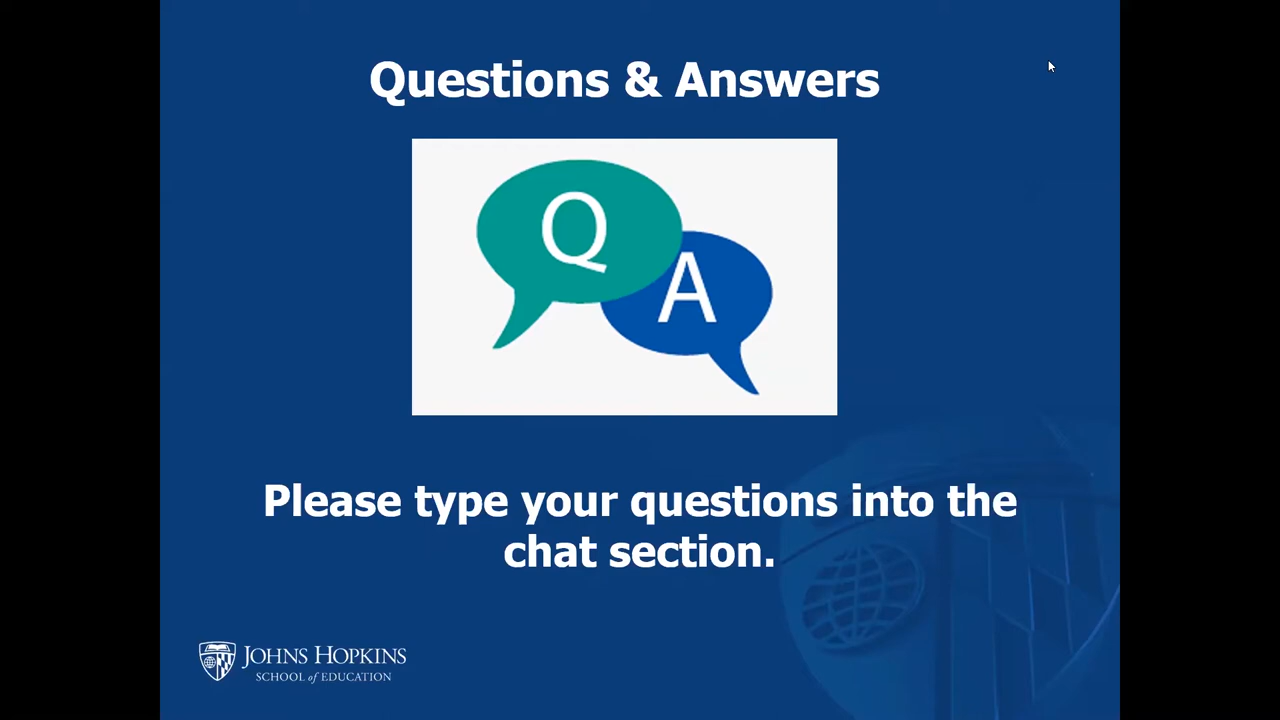 Questions & Answers
Q
A
Please type your questions into the
chat section.
JOHNS HOPKINS
SCHOOL of EDUCATION